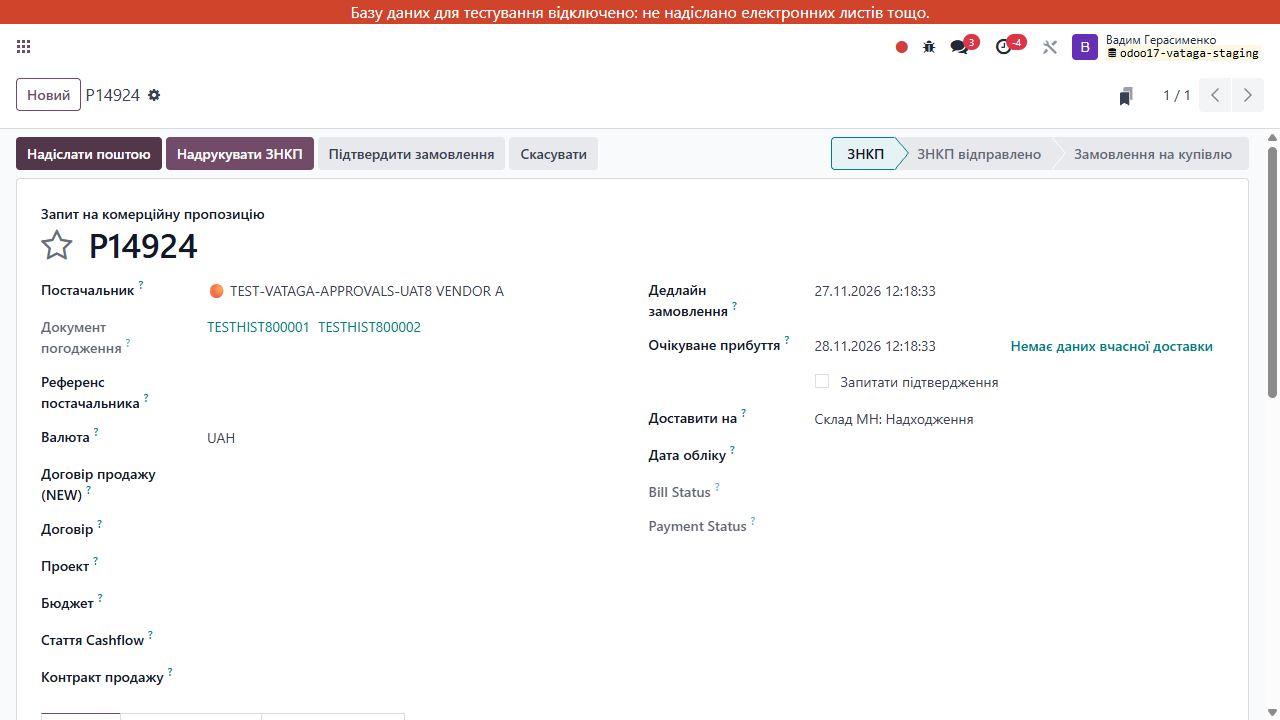 Базу даних для тестування відключено: не надіслано електронних листів тощо.
3
-4
В
Вадим Герасименко
odoo17-vataga-staging
Новий
P14924
1 / 1
Надіслати поштою
Надрукувати ЗНКП
Підтвердити замовлення
Скасувати
ЗНКП
ЗНКП відправлено
Замовлення на купівлю
Запит на комерційну пропозицію
P14924
Постачальник ?
TEST-VATAGA-APPROVALS-UAT8 VENDOR A
Документ
погодження ?
TESTHIST800001 TESTHIST800002
Референс
постачальника ?
Валюта ?
UAH
Договір продажу
(NEW) ?
Договір ?
Проект ?
Бюджет ?
Стаття Cashflow ?
Контракт продажу ?
Дедлайн
замовлення ?
27.11.2026 12:18:33
Очікуване прибуття ?
28.11.2026 12:18:33
Немає даних вчасної доставки
Запитати підтвердження
Доставити на ?
Склад МН: Надходження
Дата обліку ?
Bill Status ?
Payment Status ?